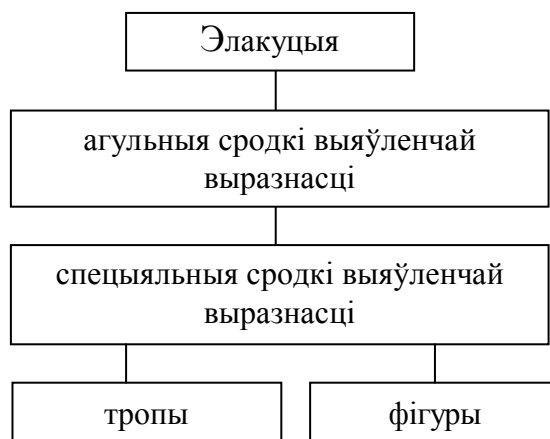 Элакуцыя
агульныя сродкі выяўленчай
выразнасці
спецыяльныя сродкі выяўленчай
выразнасці
тропы
фігуры